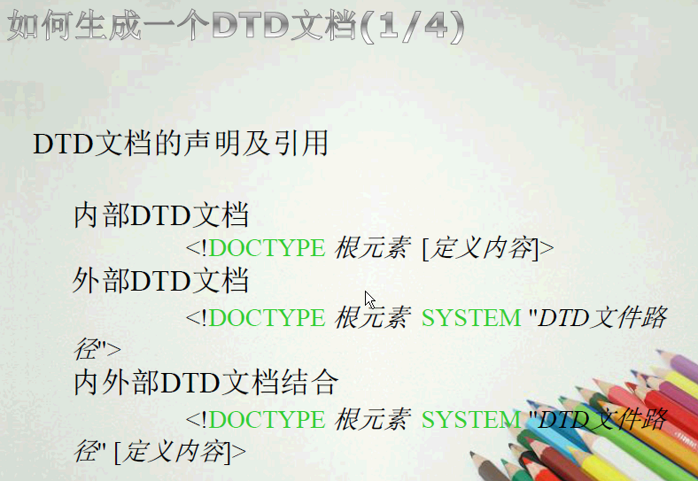 如何生成一个DTD文档(1/4)
DTD文档的声明及引用
内部DTD文档
<!DOCTYPE 根元素 [定义内容]>
外部DTD文档
<!DOCTYPE 根元素 SYSTEM "DTD文件路
径">
内外部DTD文档结合
<!DOCTYPE 根元素 SYSTEM "DTD文件路
径" [定义内容]>